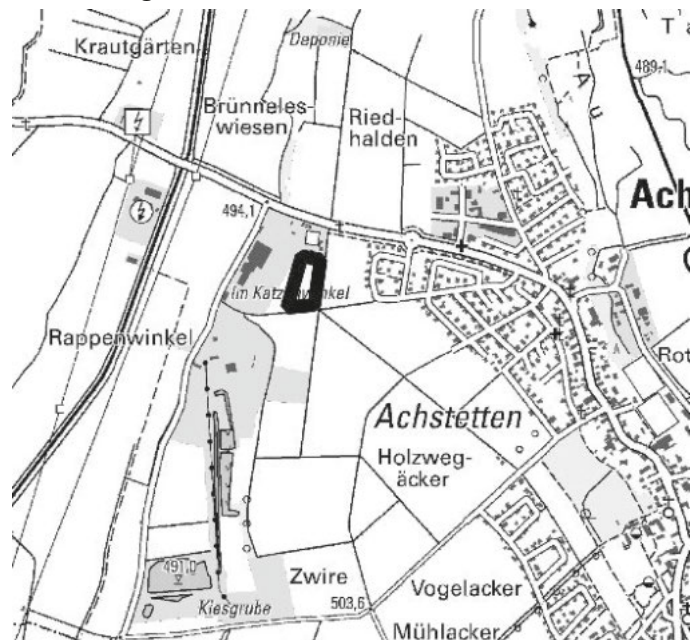 Krautgärten
Deponie
489,1
A
u
Brünneles-
wiesen
Ried-
halden
Ach
494,1
Im Katzenwinkel
Rappenwinkel
Rot
Achstetten
Holzweg-
äcker
491,0
Zwire
Vogelacker
Kiesgrube
503,6
Mühlacker